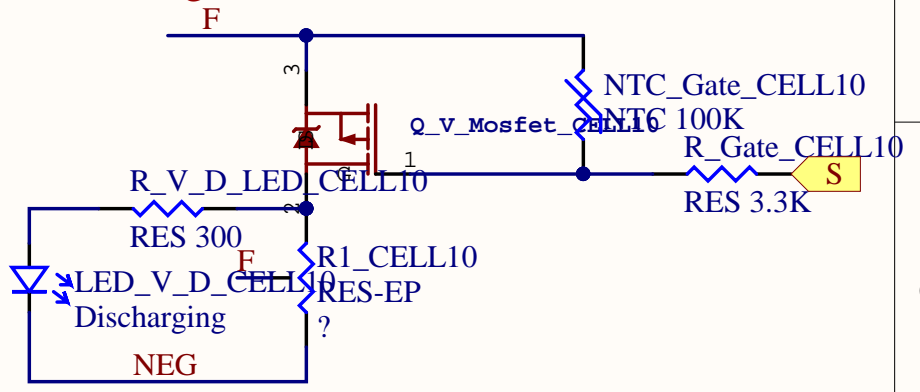 F
3
NTC_Gate_CELL10
Q_V_Mosfet_CELL10
NTC 100K
R_Gate_CELL10
1
G
S
R_V_D_LED_CELL10
RES 3.3K
2
RES 300
F
R1_CELL10
LED_V_D_CELL10
RES-EP
Discharging
?
NEG